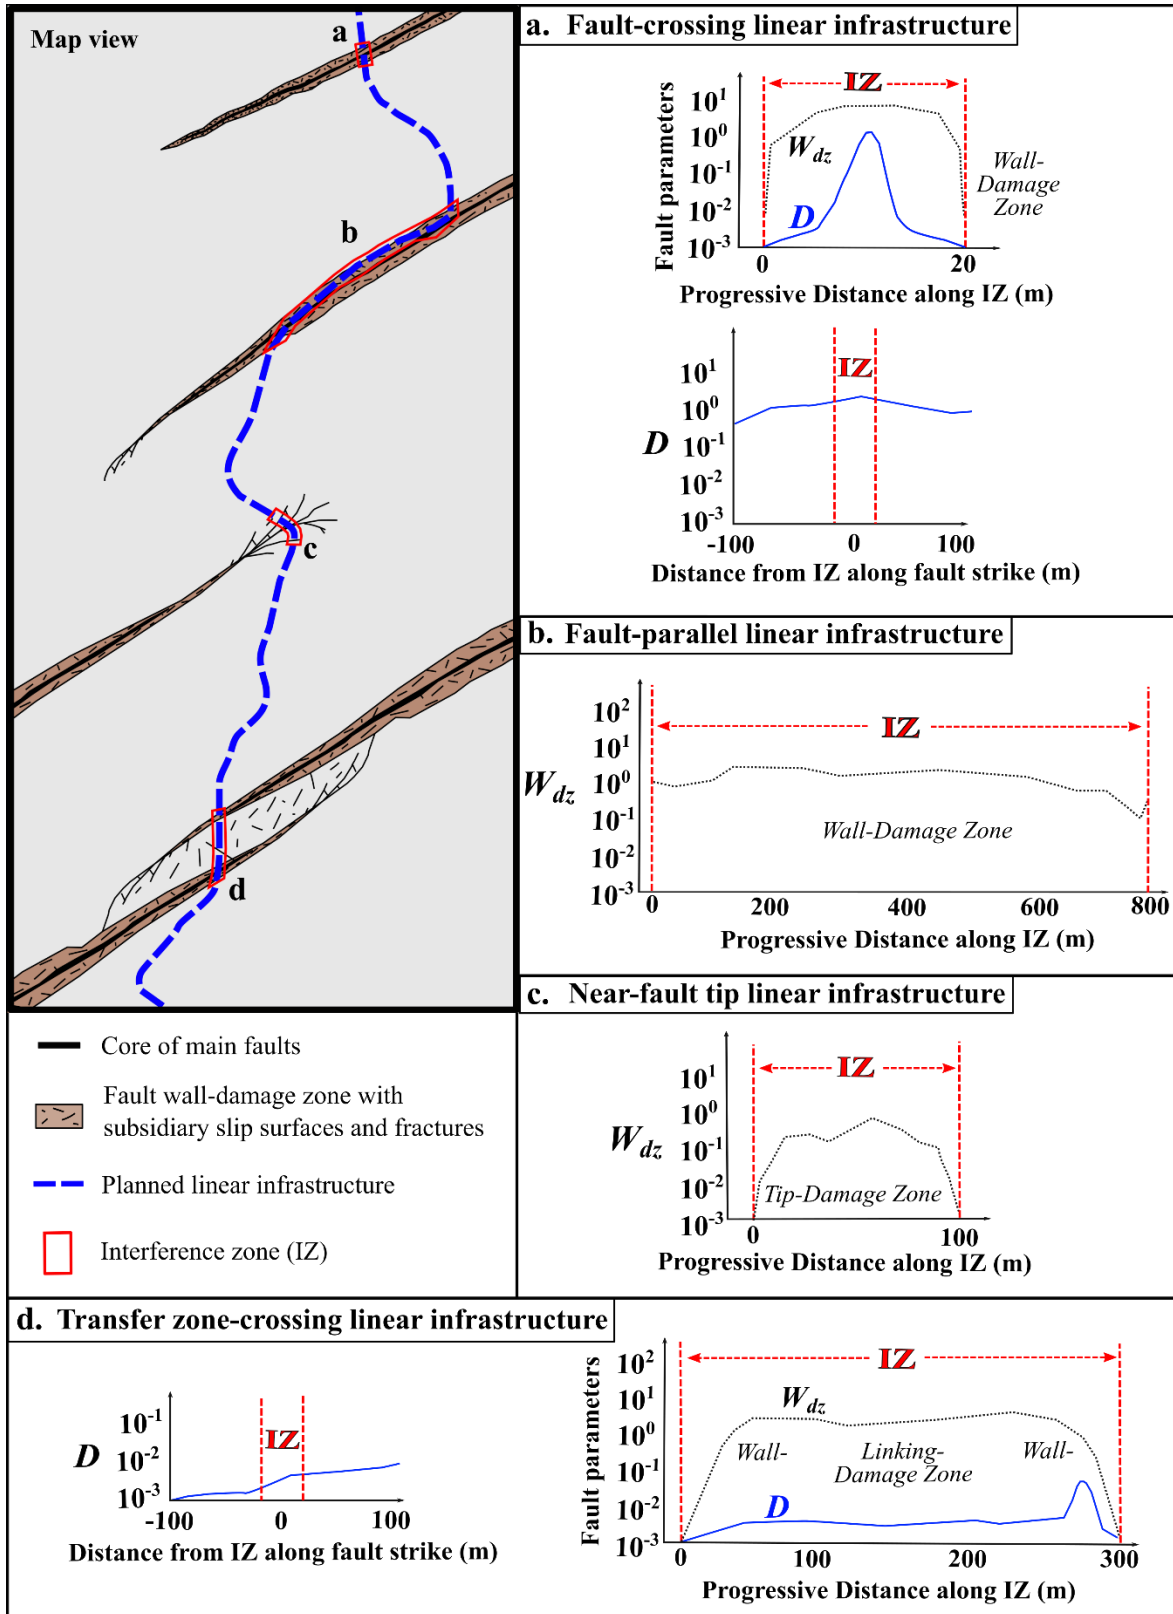 Map view
a
b
c
d
Core of main faults
Fault wall-damage zone with
subsidiary slip surfaces and fractures
Planned linear infrastructure
Interference zone (IZ)
a. Fault-crossing linear infrastructure
Fault parameters
10¹
10⁰
10⁻¹
10⁻²
10⁻³
IZ
W_dz
D
Wall-
Damage
Zone
0
20
Progressive Distance along IZ (m)
D
10¹
10⁰
10⁻¹
10⁻²
10⁻³
IZ
-100
0
100
Distance from IZ along fault strike (m)
b. Fault-parallel linear infrastructure
W_dz
10²
10¹
10⁰
10⁻¹
10⁻²
10⁻³
IZ
Wall-Damage Zone
0
200
400
600
800
Progressive Distance along IZ (m)
c. Near-fault tip linear infrastructure
W_dz
10¹
10⁰
10⁻¹
10⁻²
10⁻³
IZ
Tip-Damage Zone
0
100
Progressive Distance along IZ (m)
d. Transfer zone-crossing linear infrastructure
D
10⁻¹
10⁻²
10⁻³
IZ
-100
0
100
Distance from IZ along fault strike (m)
Fault parameters
10²
10¹
10⁰
10⁻¹
10⁻²
10⁻³
IZ
W_dz
Wall-
Linking-
Damage Zone
Wall-
D
0
100
200
300
Progressive Distance along IZ (m)